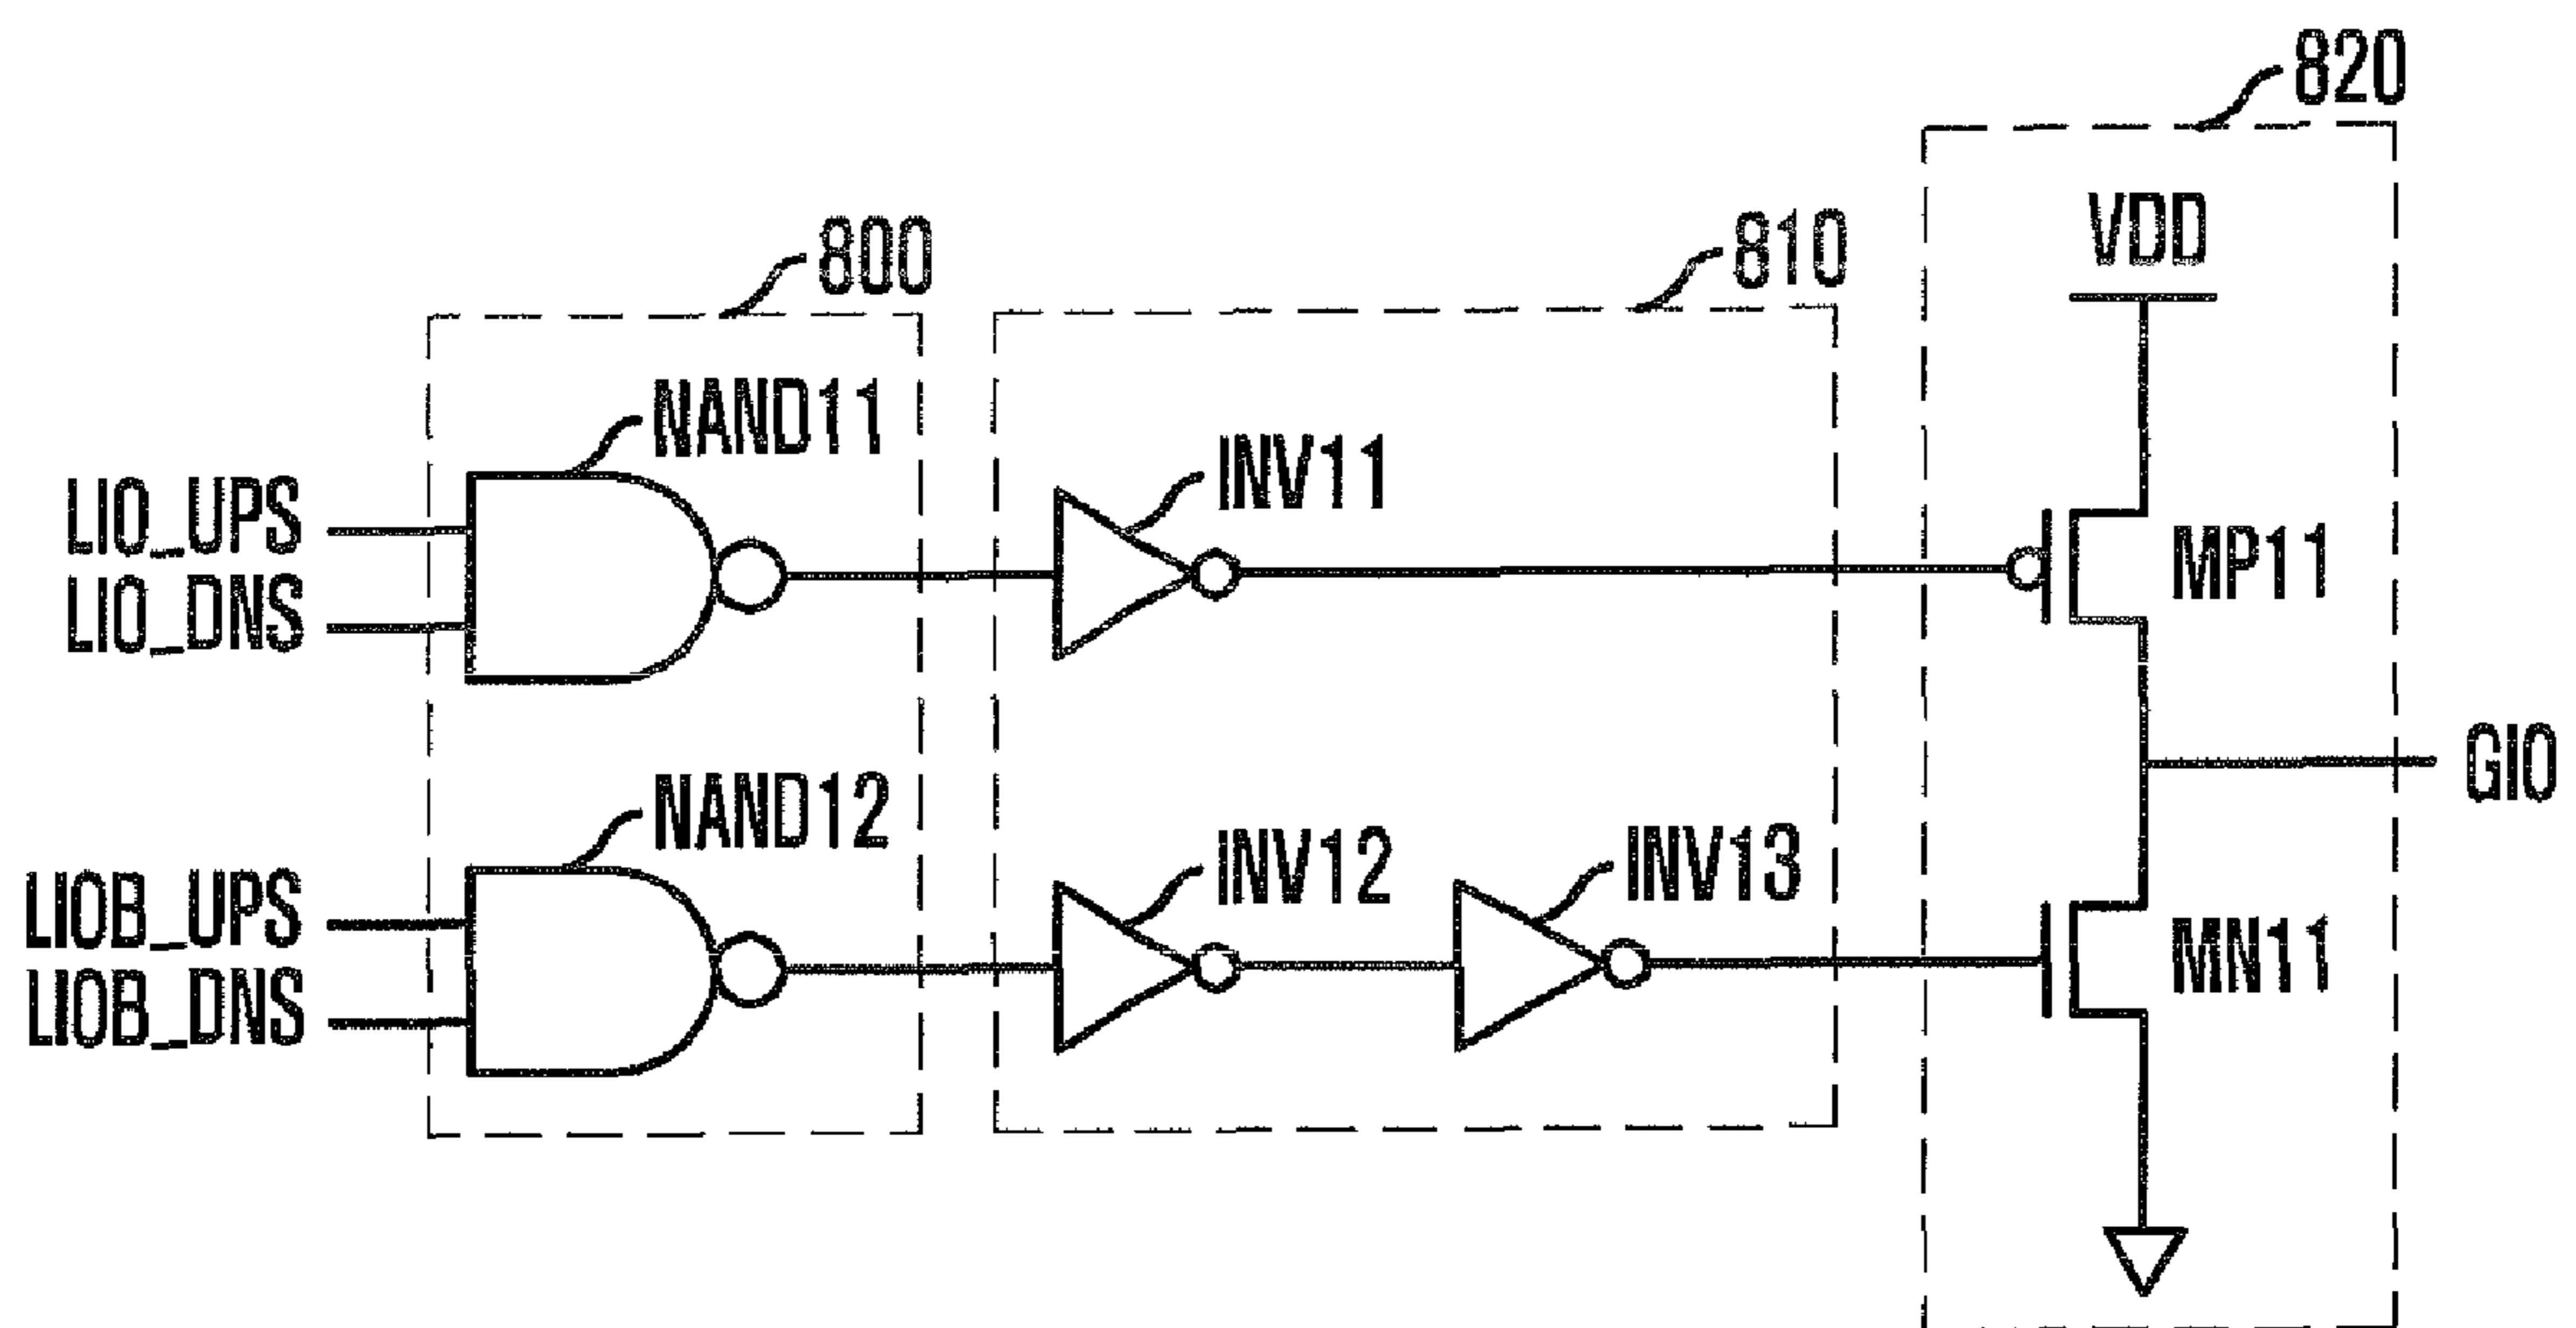 820
800
810
VDD
NAND11
INV11
LIO_UPS
LIO_DNS
MP11
GIO
NAND12
INV12
INV13
LIOB_UPS
LIOB_DNS
MN11